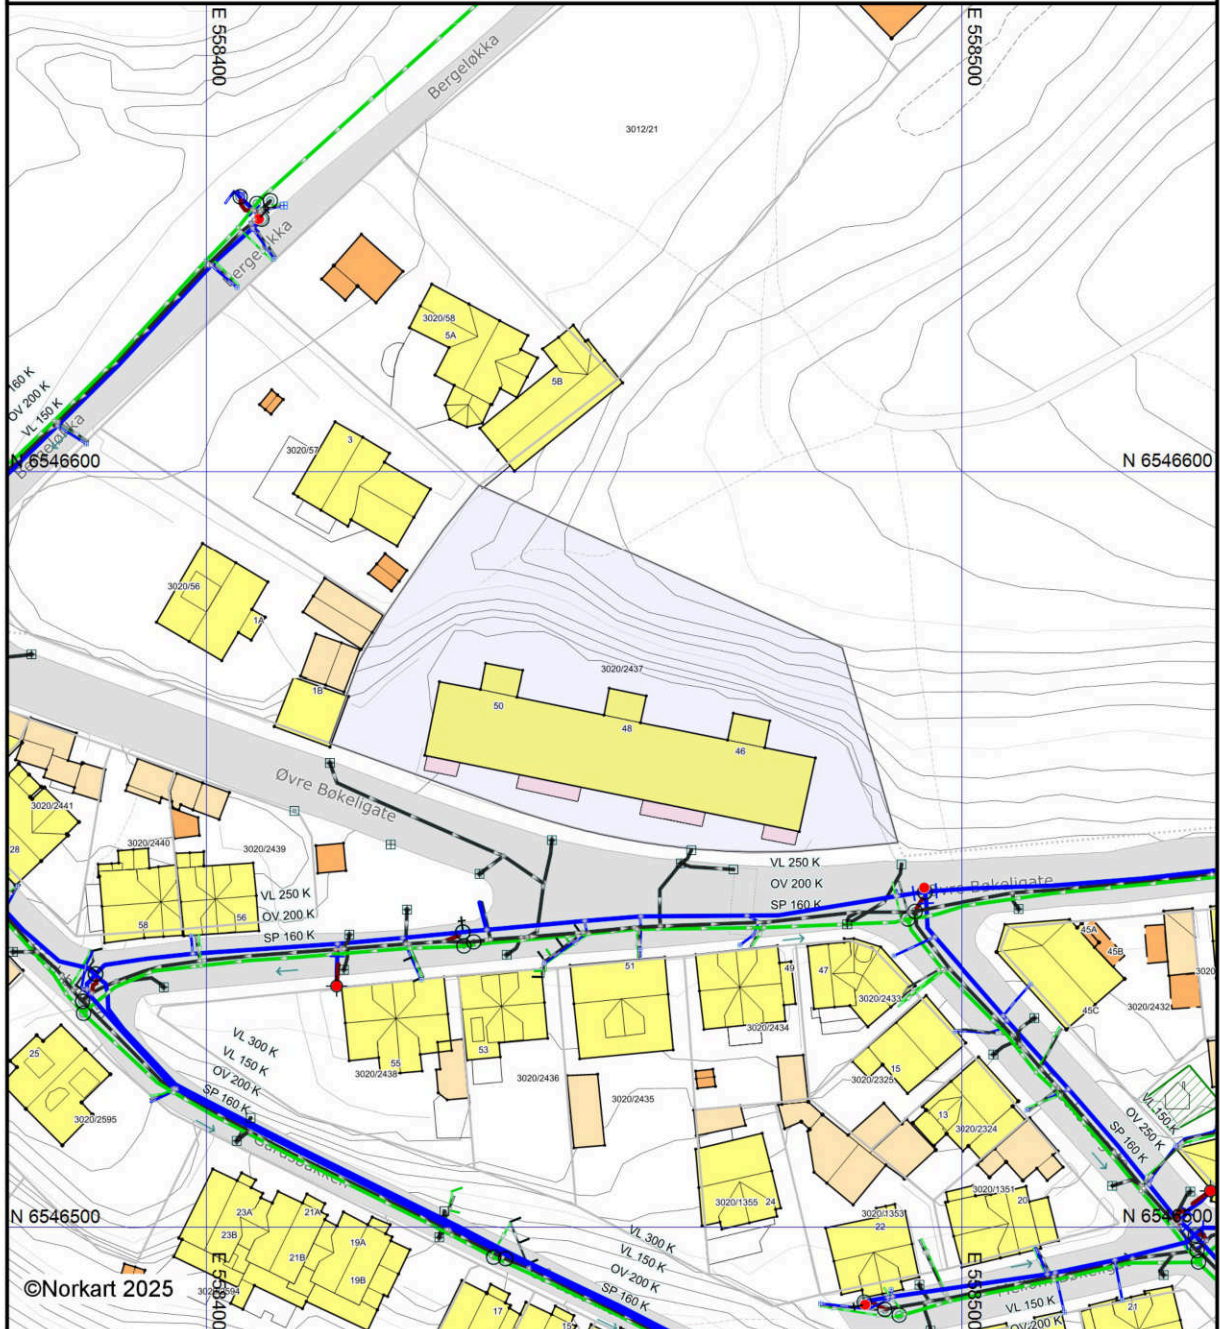 E 558400
E 558500
Bergeløkka
3012/21
3020/58
5A
5B
160 K
OV 200 K
VL 150 K
3
3020/57
N 6546600
N 6546600
3020/56
1A
3020/2437
1B
50
48
46
Øvre Bøkeligate
3020/2441
28
3020/2440
3020/2439
VL 250 K
OV 200 K
SP 160 K
58
56
VL 250 K
OV 200 K
SP 160 K
Øvre Bøkeligate
45A
45B
45C
3020/2432
51
49
47
3020/2433
3020/2434
55
53
3020/2438
3020/2436
3020/2435
25
3020/2595
VL 300 K
VL 150 K
OV 200 K
SP 160 K
15
3020/2325
13
3020/2324
VL 150 K
OV 250 K
SP 160 K
3020/1355
24
3020/1353
22
3020/1351
20
N 6546500
N 6546500
23A
23B
21A
21B
19A
19B
VL 300 K
VL 150 K
OV 200 K
SP 160 K
E 558400
E 558500
17
15
VL 150 K
OV 200 K
21
©Norkart 2025